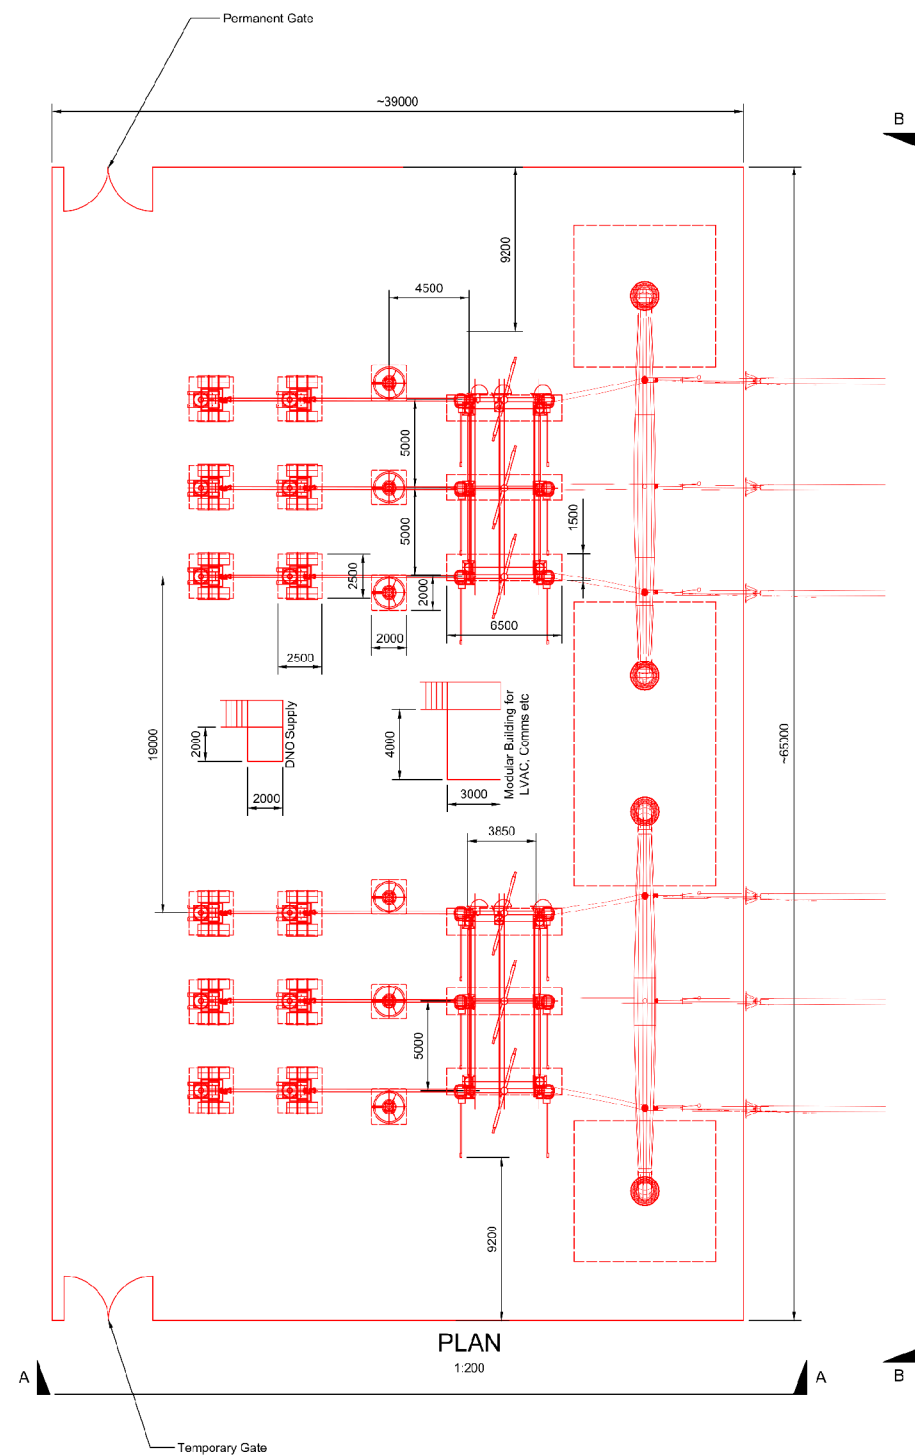 Permanent Gate
~39000
B
9200
4500
5000
1500
5000
2500
2000
6500
2000
2500
DNO Supply
Modular Building for
LVAC, Comms etc
19000
2000
4000
~65000
2000
3000
3850
5000
9200
PLAN
1:200
A
A
B
Temporary Gate